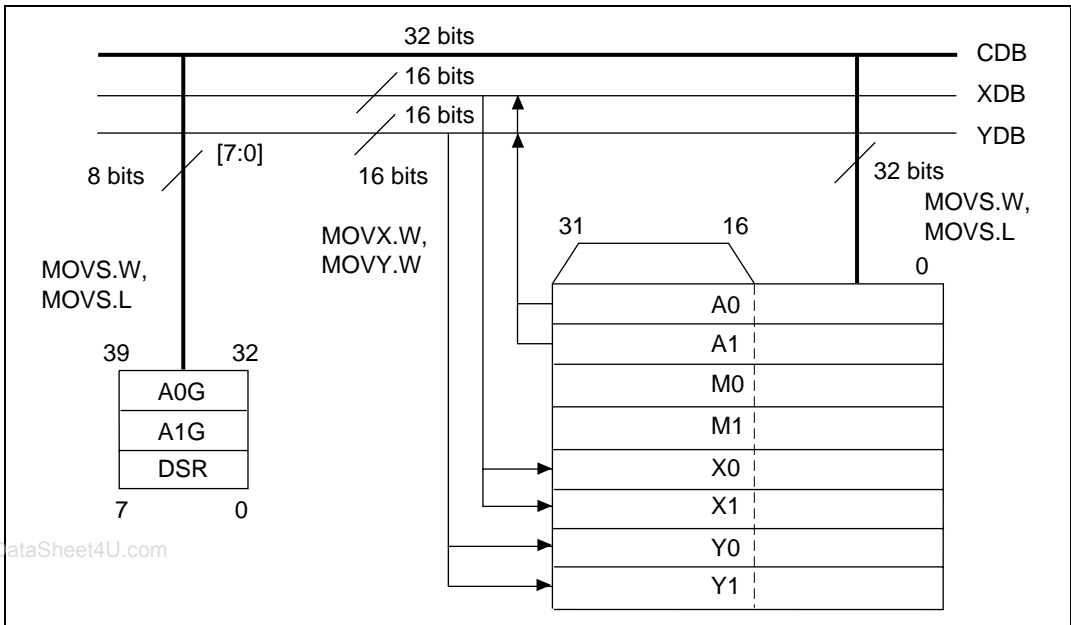 32 bits
CDB
16 bits
XDB
16 bits
YDB
[7:0]
8 bits
16 bits
32 bits
MOVS.W,
MOVS.L
MOVX.W,
MOVY.W
31
16
0
MOVS.W,
MOVS.L
A0
A1
M0
M1
X0
X1
Y0
Y1
39
32
A0G
A1G
DSR
7
0
DataSheet4U.com